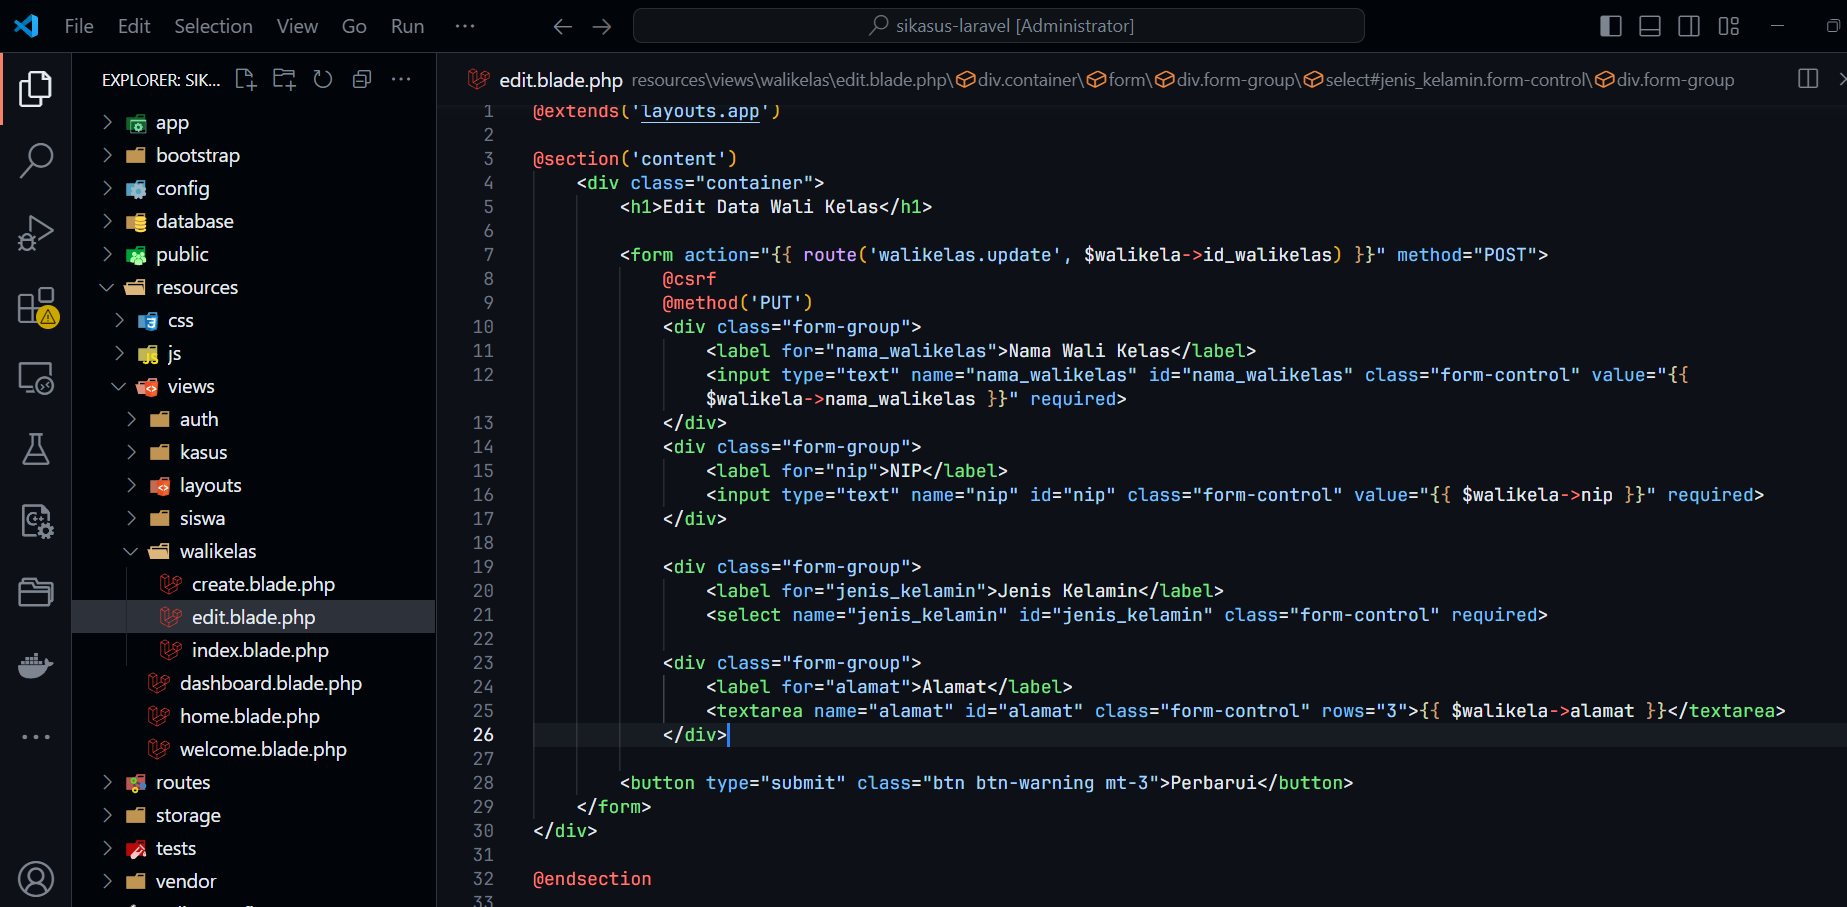 File Edit Selection View Go Run ··· sikasus-laravel [Administrator]
EXPLORER: SIK...
app
bootstrap
config
database
public
resources
css
js
views
auth
kasus
layouts
siswa
walikelas
create.blade.php
edit.blade.php
index.blade.php
dashboard.blade.php
home.blade.php
welcome.blade.php
routes
storage
tests
vendor
edit.blade.php resources\views\walikelas\edit.blade.php\div.container\form\div.form-group\select#jenis_kelamin.form-control\div.form-group
1 @extends('layouts.app')
2
3 @section('content')
4 <div class="container">
5 <h1>Edit Data Wali Kelas</h1>
6
7 <form action="{{ route('walikelas.update', $walikela->id_walikelas) }}" method="POST">
8 @csrf
9 @method('PUT')
10 <div class="form-group">
11 <label for="nama_walikelas">Nama Wali Kelas</label>
12 <input type="text" name="nama_walikelas" id="nama_walikelas" class="form-control" value="{{
$walikela->nama_walikelas }}" required>
13 </div>
14 <div class="form-group">
15 <label for="nip">NIP</label>
16 <input type="text" name="nip" id="nip" class="form-control" value="{{ $walikela->nip }}" required>
17 </div>
18
19 <div class="form-group">
20 <label for="jenis_kelamin">Jenis Kelamin</label>
21 <select name="jenis_kelamin" id="jenis_kelamin" class="form-control" required>
22
23 <div class="form-group">
24 <label for="alamat">Alamat</label>
25 <textarea name="alamat" id="alamat" class="form-control" rows="3">{{ $walikela->alamat }}</textarea>
26 </div>
27
28 <button type="submit" class="btn btn-warning mt-3">Perbarui</button>
29 </form>
30 </div>
31
32 @endsection
33